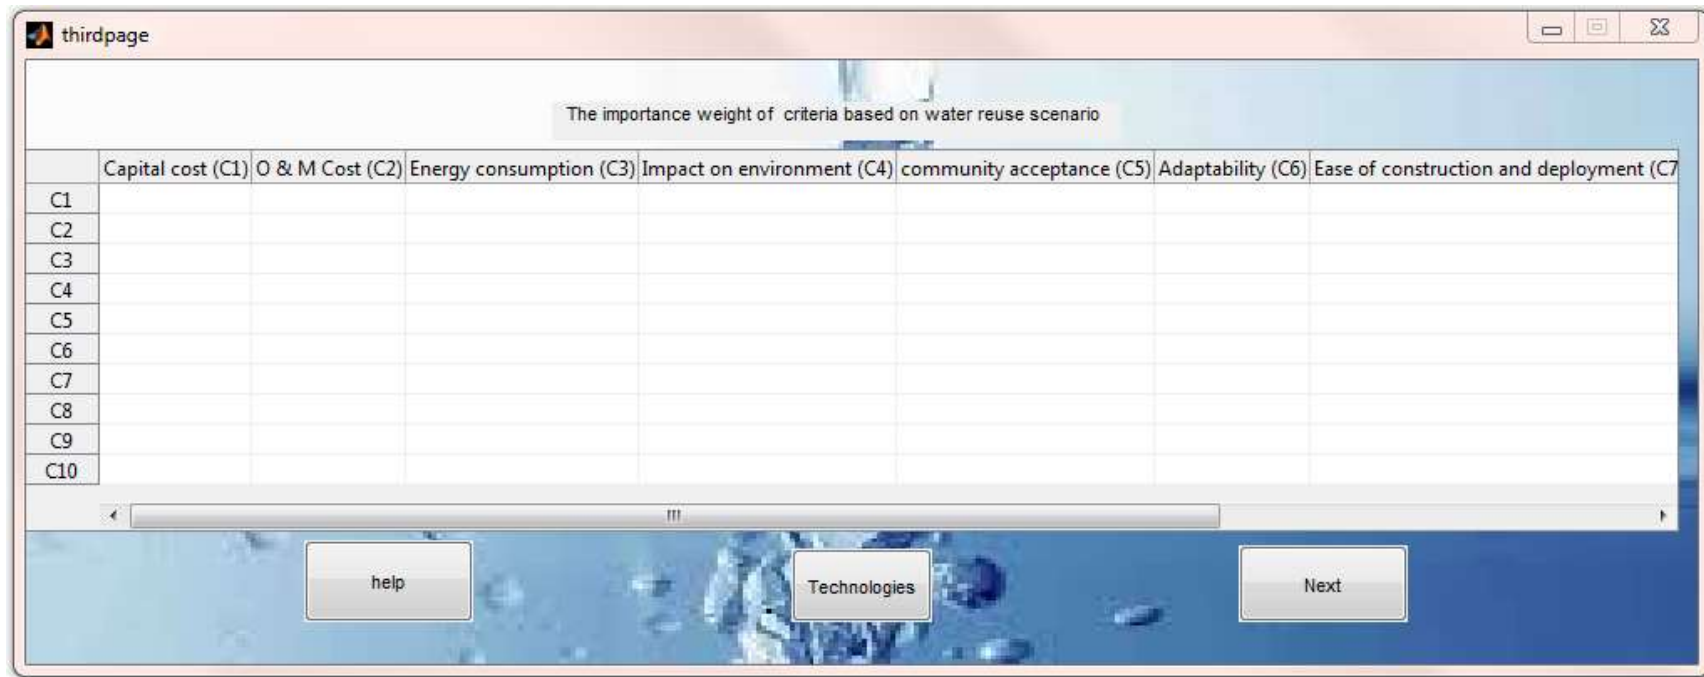 thirdpage
The importance weight of criteria based on water reuse scenario
Capital cost (C1) O & M Cost (C2) Energy consumption (C3) Impact on environment (C4) community acceptance (C5) Adaptability (C6) Ease of construction and deployment (C7
C1
C2
C3
C4
C5
C6
C7
C8
C9
C10
help Technologies Next